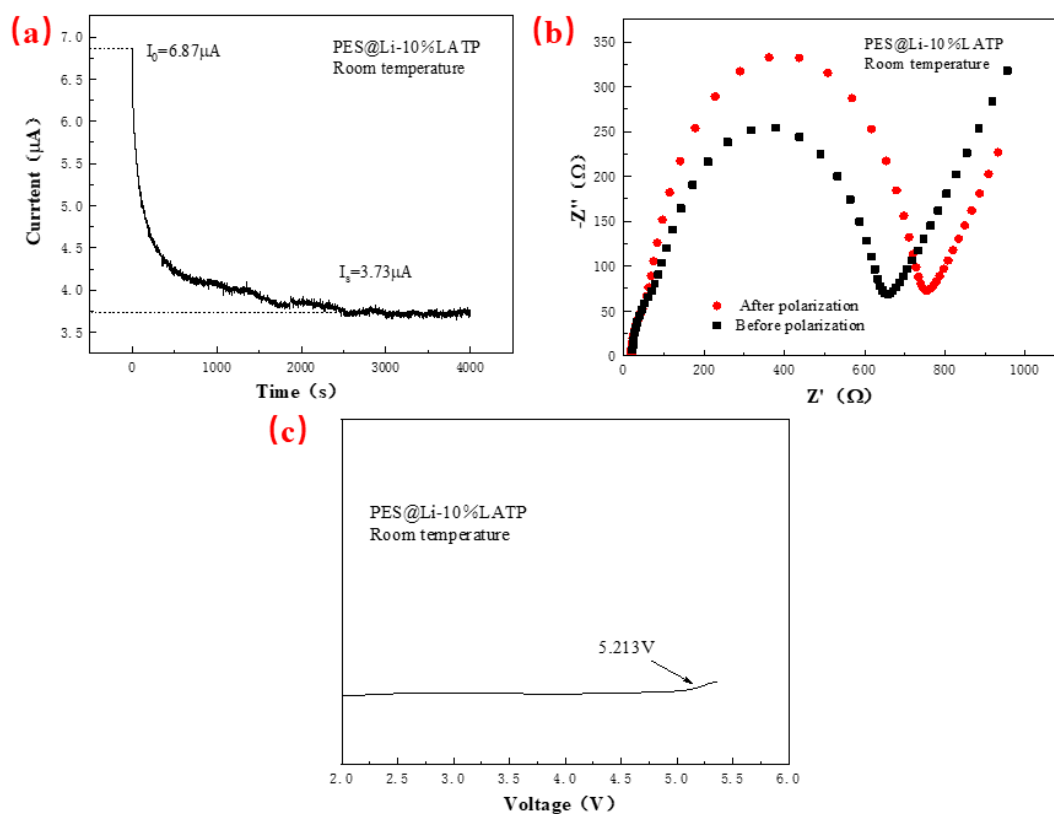 (a)
7.0
6.5
6.0
5.5
5.0
4.5
4.0
3.5
I0=6.87μA
PES@Li-10%LATP
Room temperature
Is=3.73μA
Currtent (μA)
0
1000
2000
3000
4000
Time (s)
(b)
350
300
250
200
150
100
50
0
PES@Li-10%LATP
Room temperature
-Z'' (Ω)
After polarization
Before polarization
0
200
400
600
800
1000
Z' (Ω)
(c)
PES@Li-10%LATP
Room temperature
5.213V
2.0
2.5
3.0
3.5
4.0
4.5
5.0
5.5
6.0
Voltage (V)